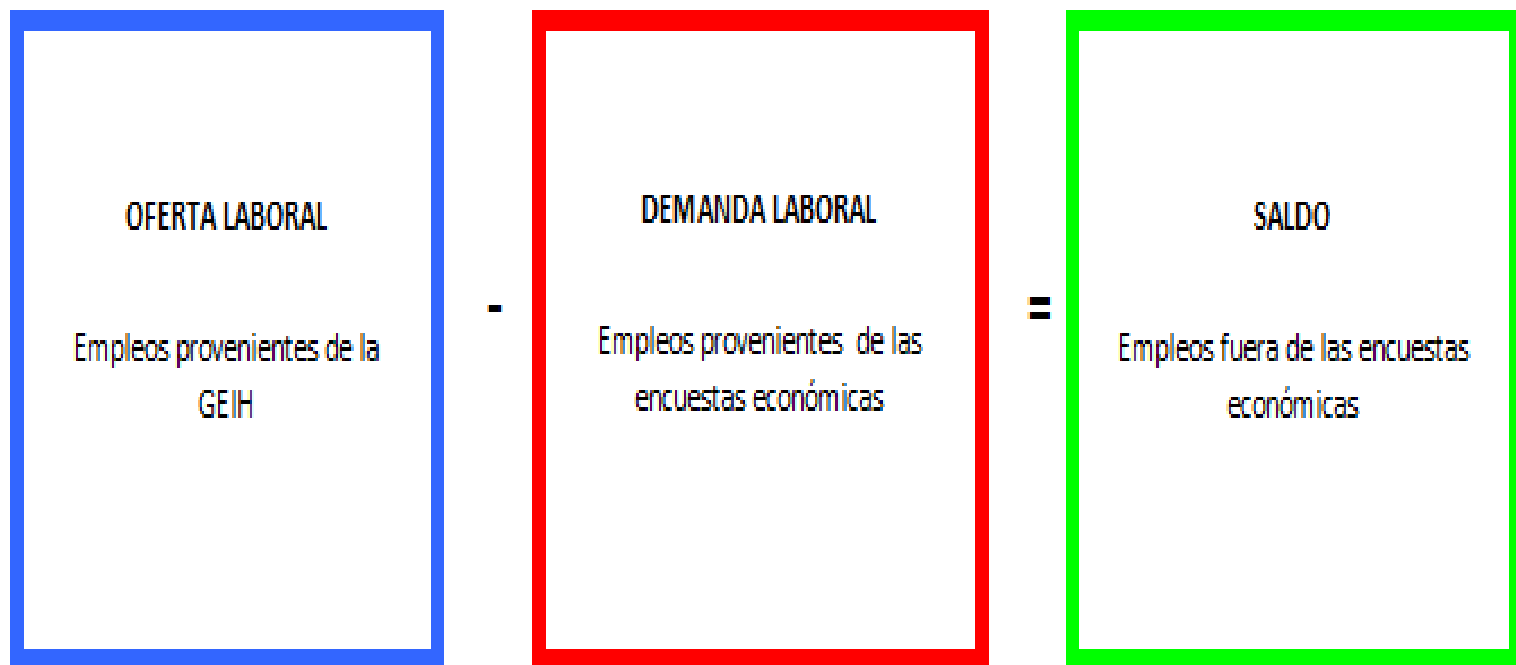 OFERTA LABORAL
Empleos provenientes de la
GEIH
-
DEMANDA LABORAL
Empleos provenientes de las
encuestas económicas
=
SALDO
Empleos fuera de las encuestas
económicas